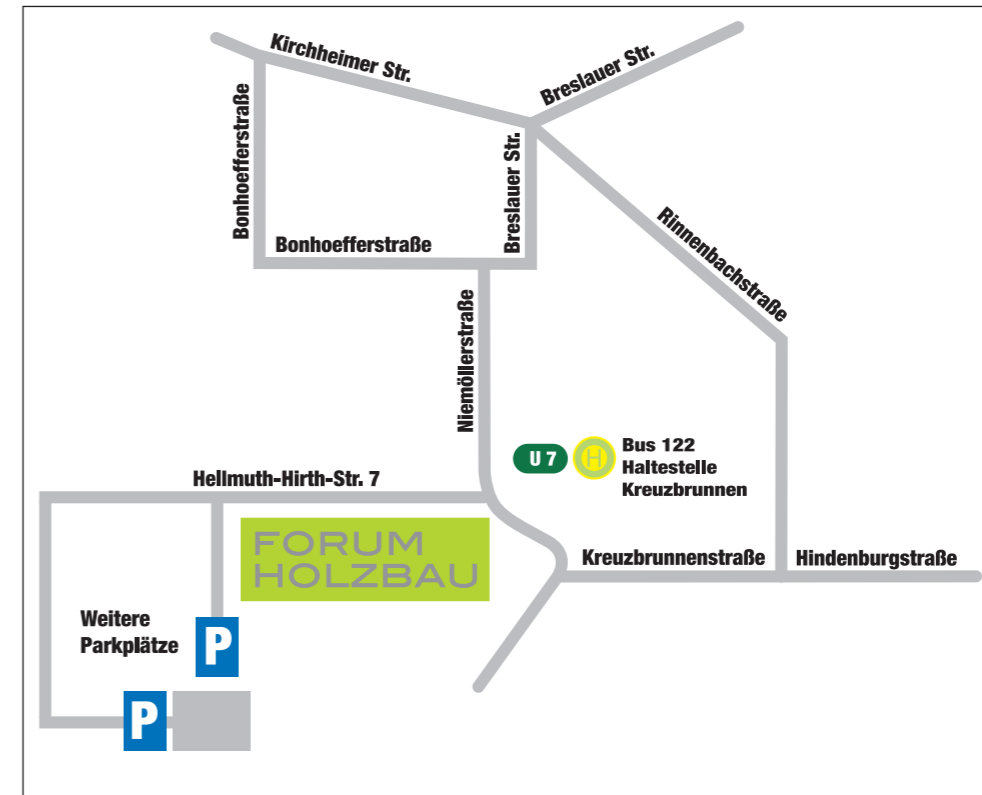 Kirchheimer Str.
Breslauer Str.
Bonhoefferstraße
Breslauer Str.
Bonhoefferstraße
Rinnenbachstraße
Niemöllerstraße
U 7
H
Bus 122
Haltestelle
Kreuzbrunnen
Hellmuth-Hirth-Str. 7
FORUM
HOLZBAU
Kreuzbrunnenstraße
Hindenburgstraße
Weitere
Parkplätze
P
P